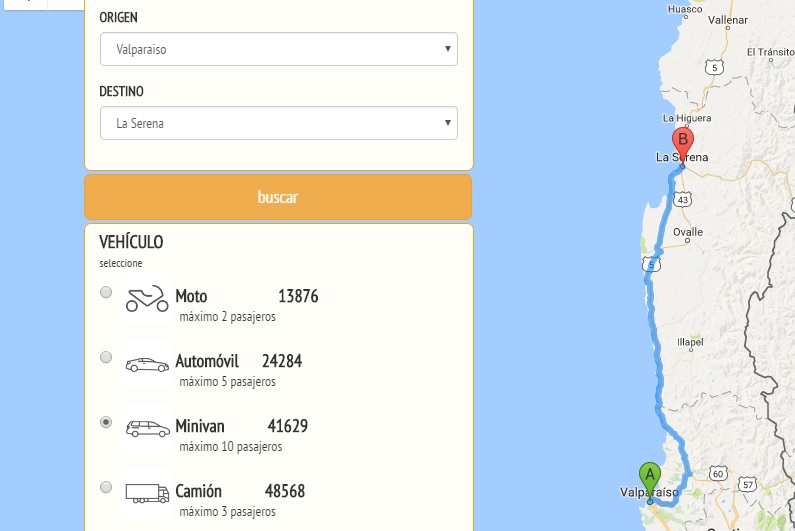 ORIGEN
Valparaiso
DESTINO
La Serena
buscar
VEHÍCULO
seleccione
Moto 13876
máximo 2 pasajeros
Automóvil 24284
máximo 5 pasajeros
Minivan 41629
máximo 10 pasajeros
Camión 48568
máximo 3 pasajeros
Huasco
Vallenar
El Tránsito
5
La Higuera
B
La Serena
43
Ovalle
5
Illapel
A
60
57
Valparaíso